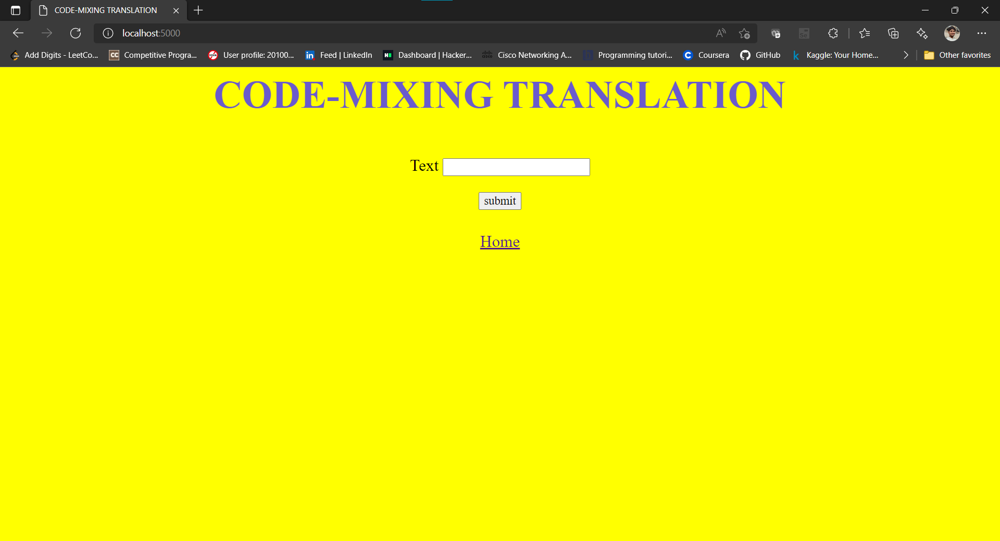 CODE-MIXING TRANSLATION
localhost:5000
Add Digits - LeetCo... Competitive Progra... User profile: 20100... Feed | LinkedIn Dashboard | Hacker... Cisco Networking A... Programming tutori... Coursera GitHub Kaggle: Your Home... Other favorites
CODE-MIXING TRANSLATION
Text
submit
Home